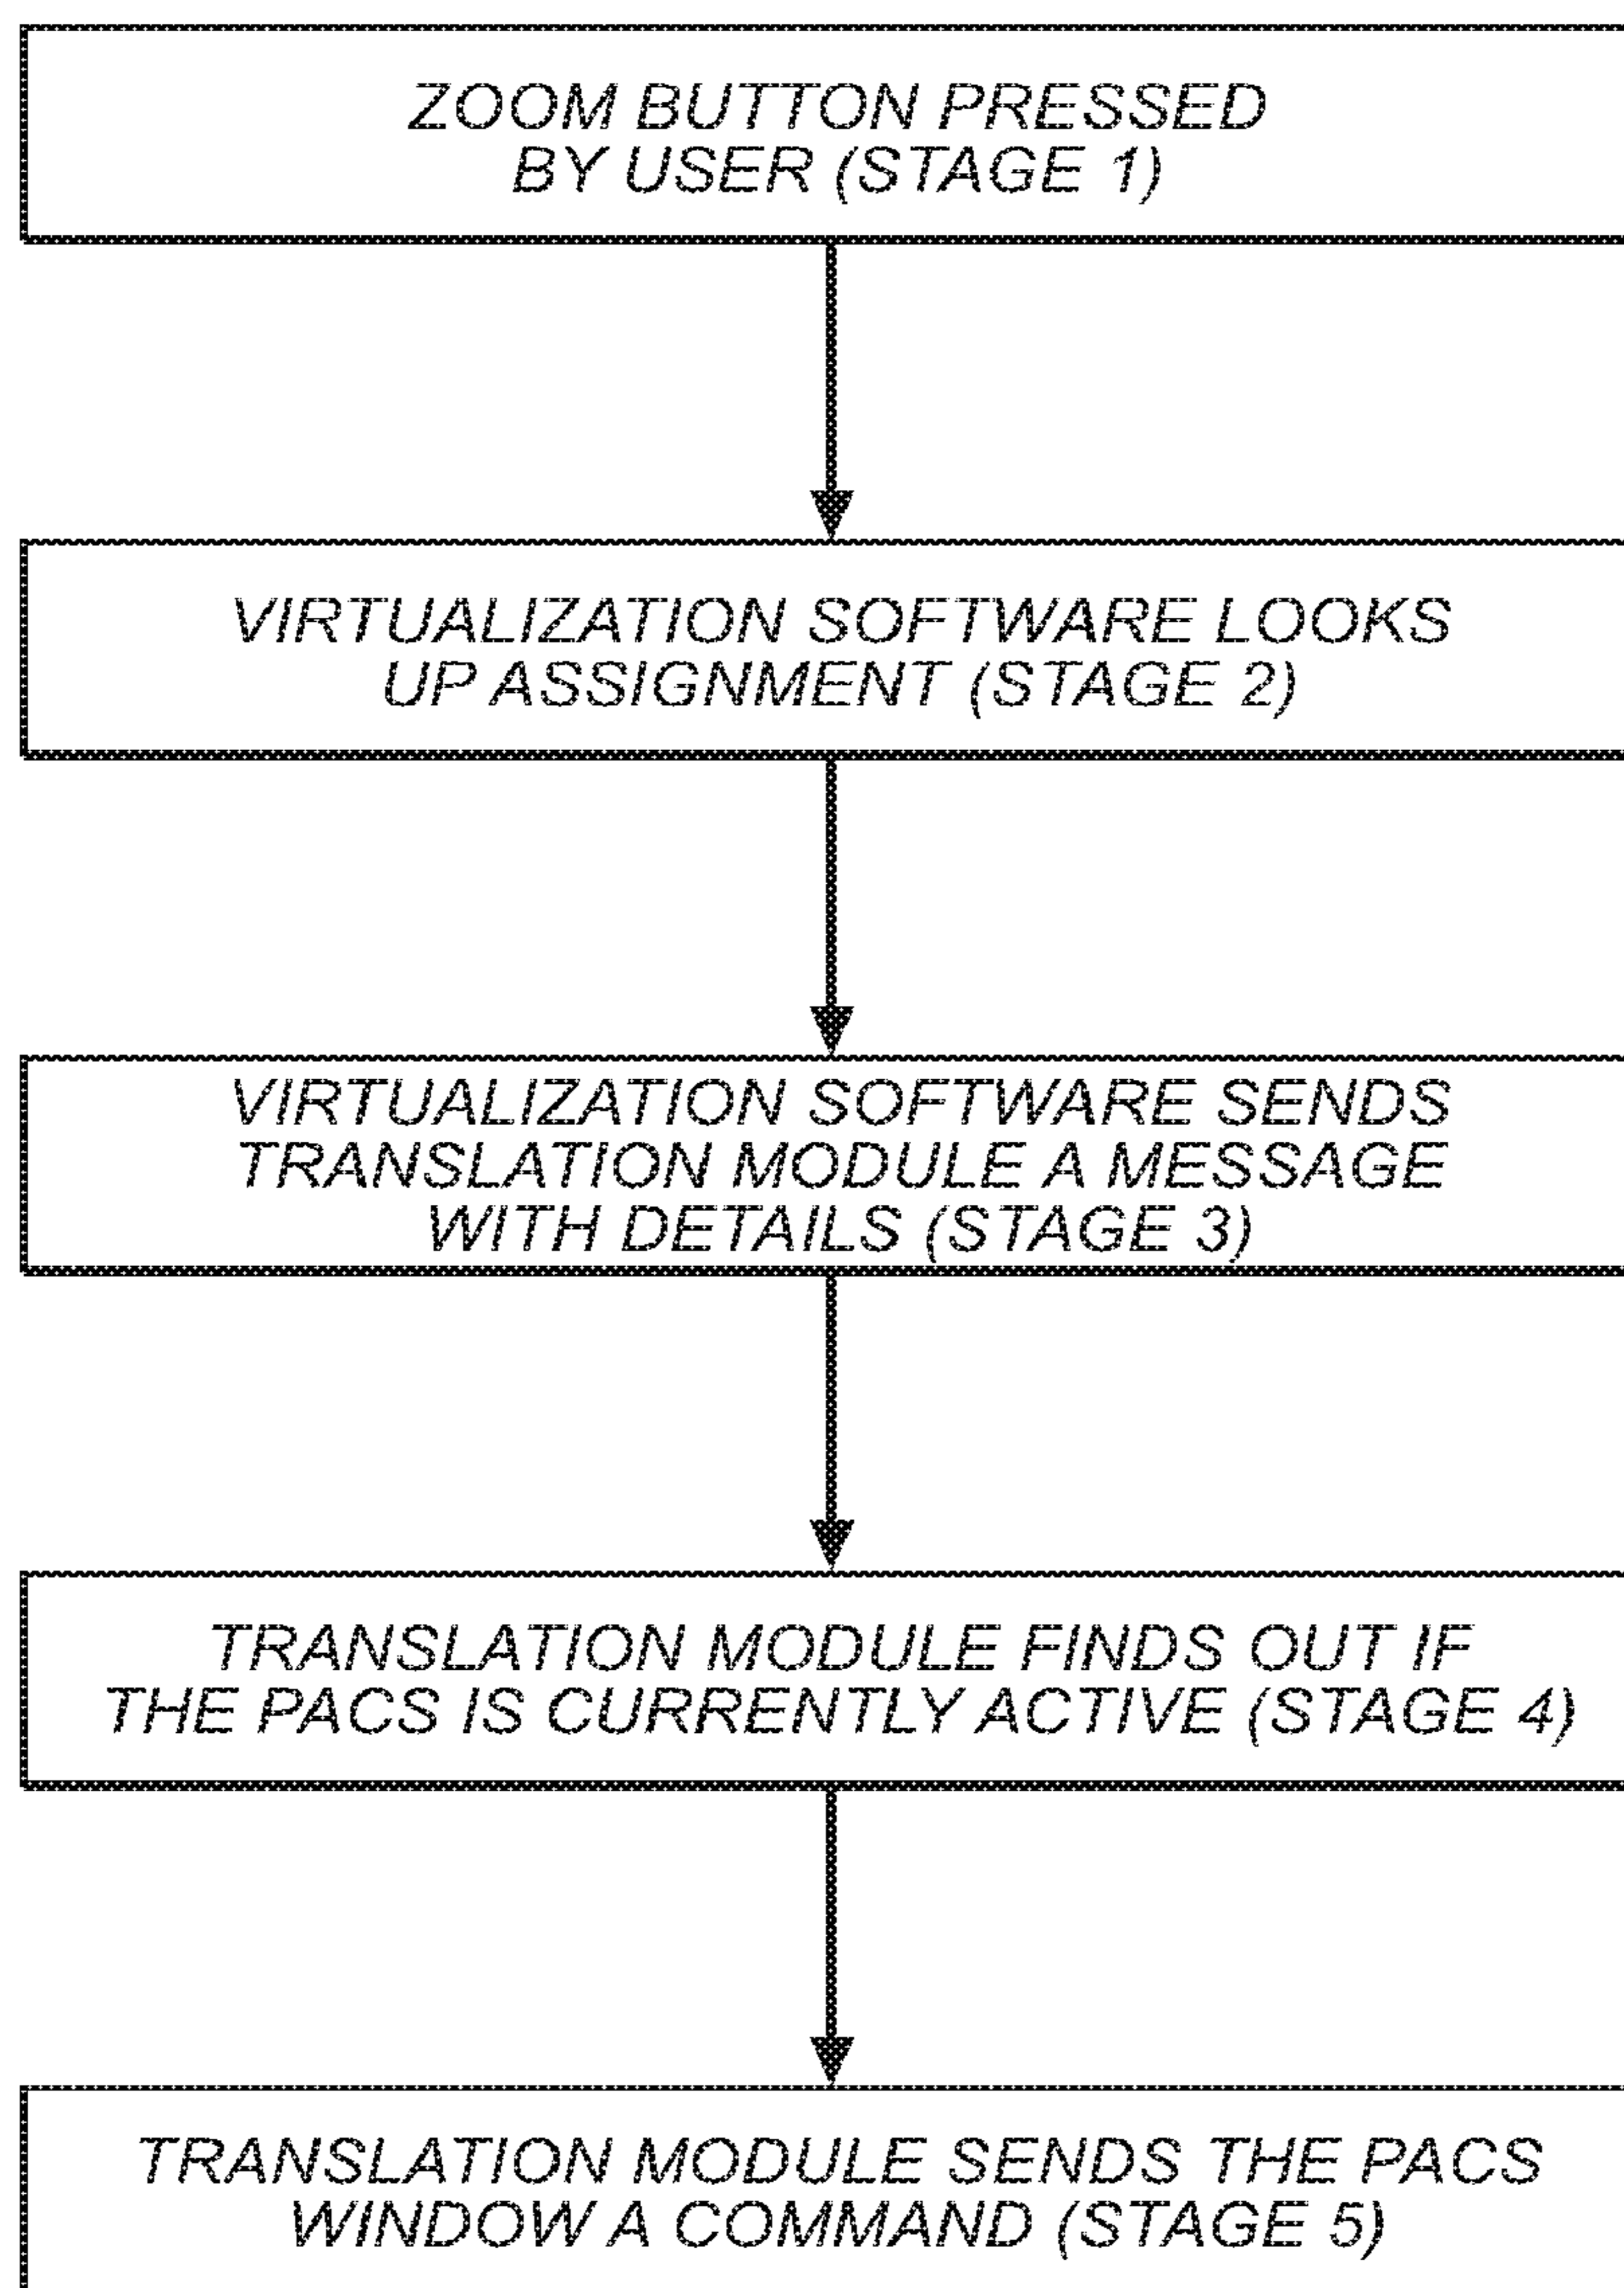 ZOOM BUTTON PRESSED
BY USER (STAGE 1)
VIRTUALIZATION SOFTWARE LOOKS
UP ASSIGNMENT (STAGE 2)
VIRTUALIZATION SOFTWARE SENDS
TRANSLATION MODULE A MESSAGE
WITH DETAILS (STAGE 3)
TRANSLATION MODULE FINDS OUT IF
THE PACS IS CURRENTLY ACTIVE (STAGE 4)
TRANSLATION MODULE SENDS THE PACS
WINDOW A COMMAND (STAGE 5)